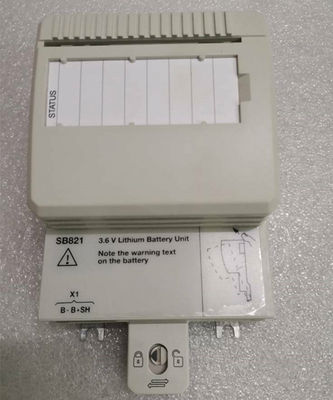 STATUS
SB821 3.6 V Lithium Battery Unit
Note the warning text
on the battery
X1
B- B+SH